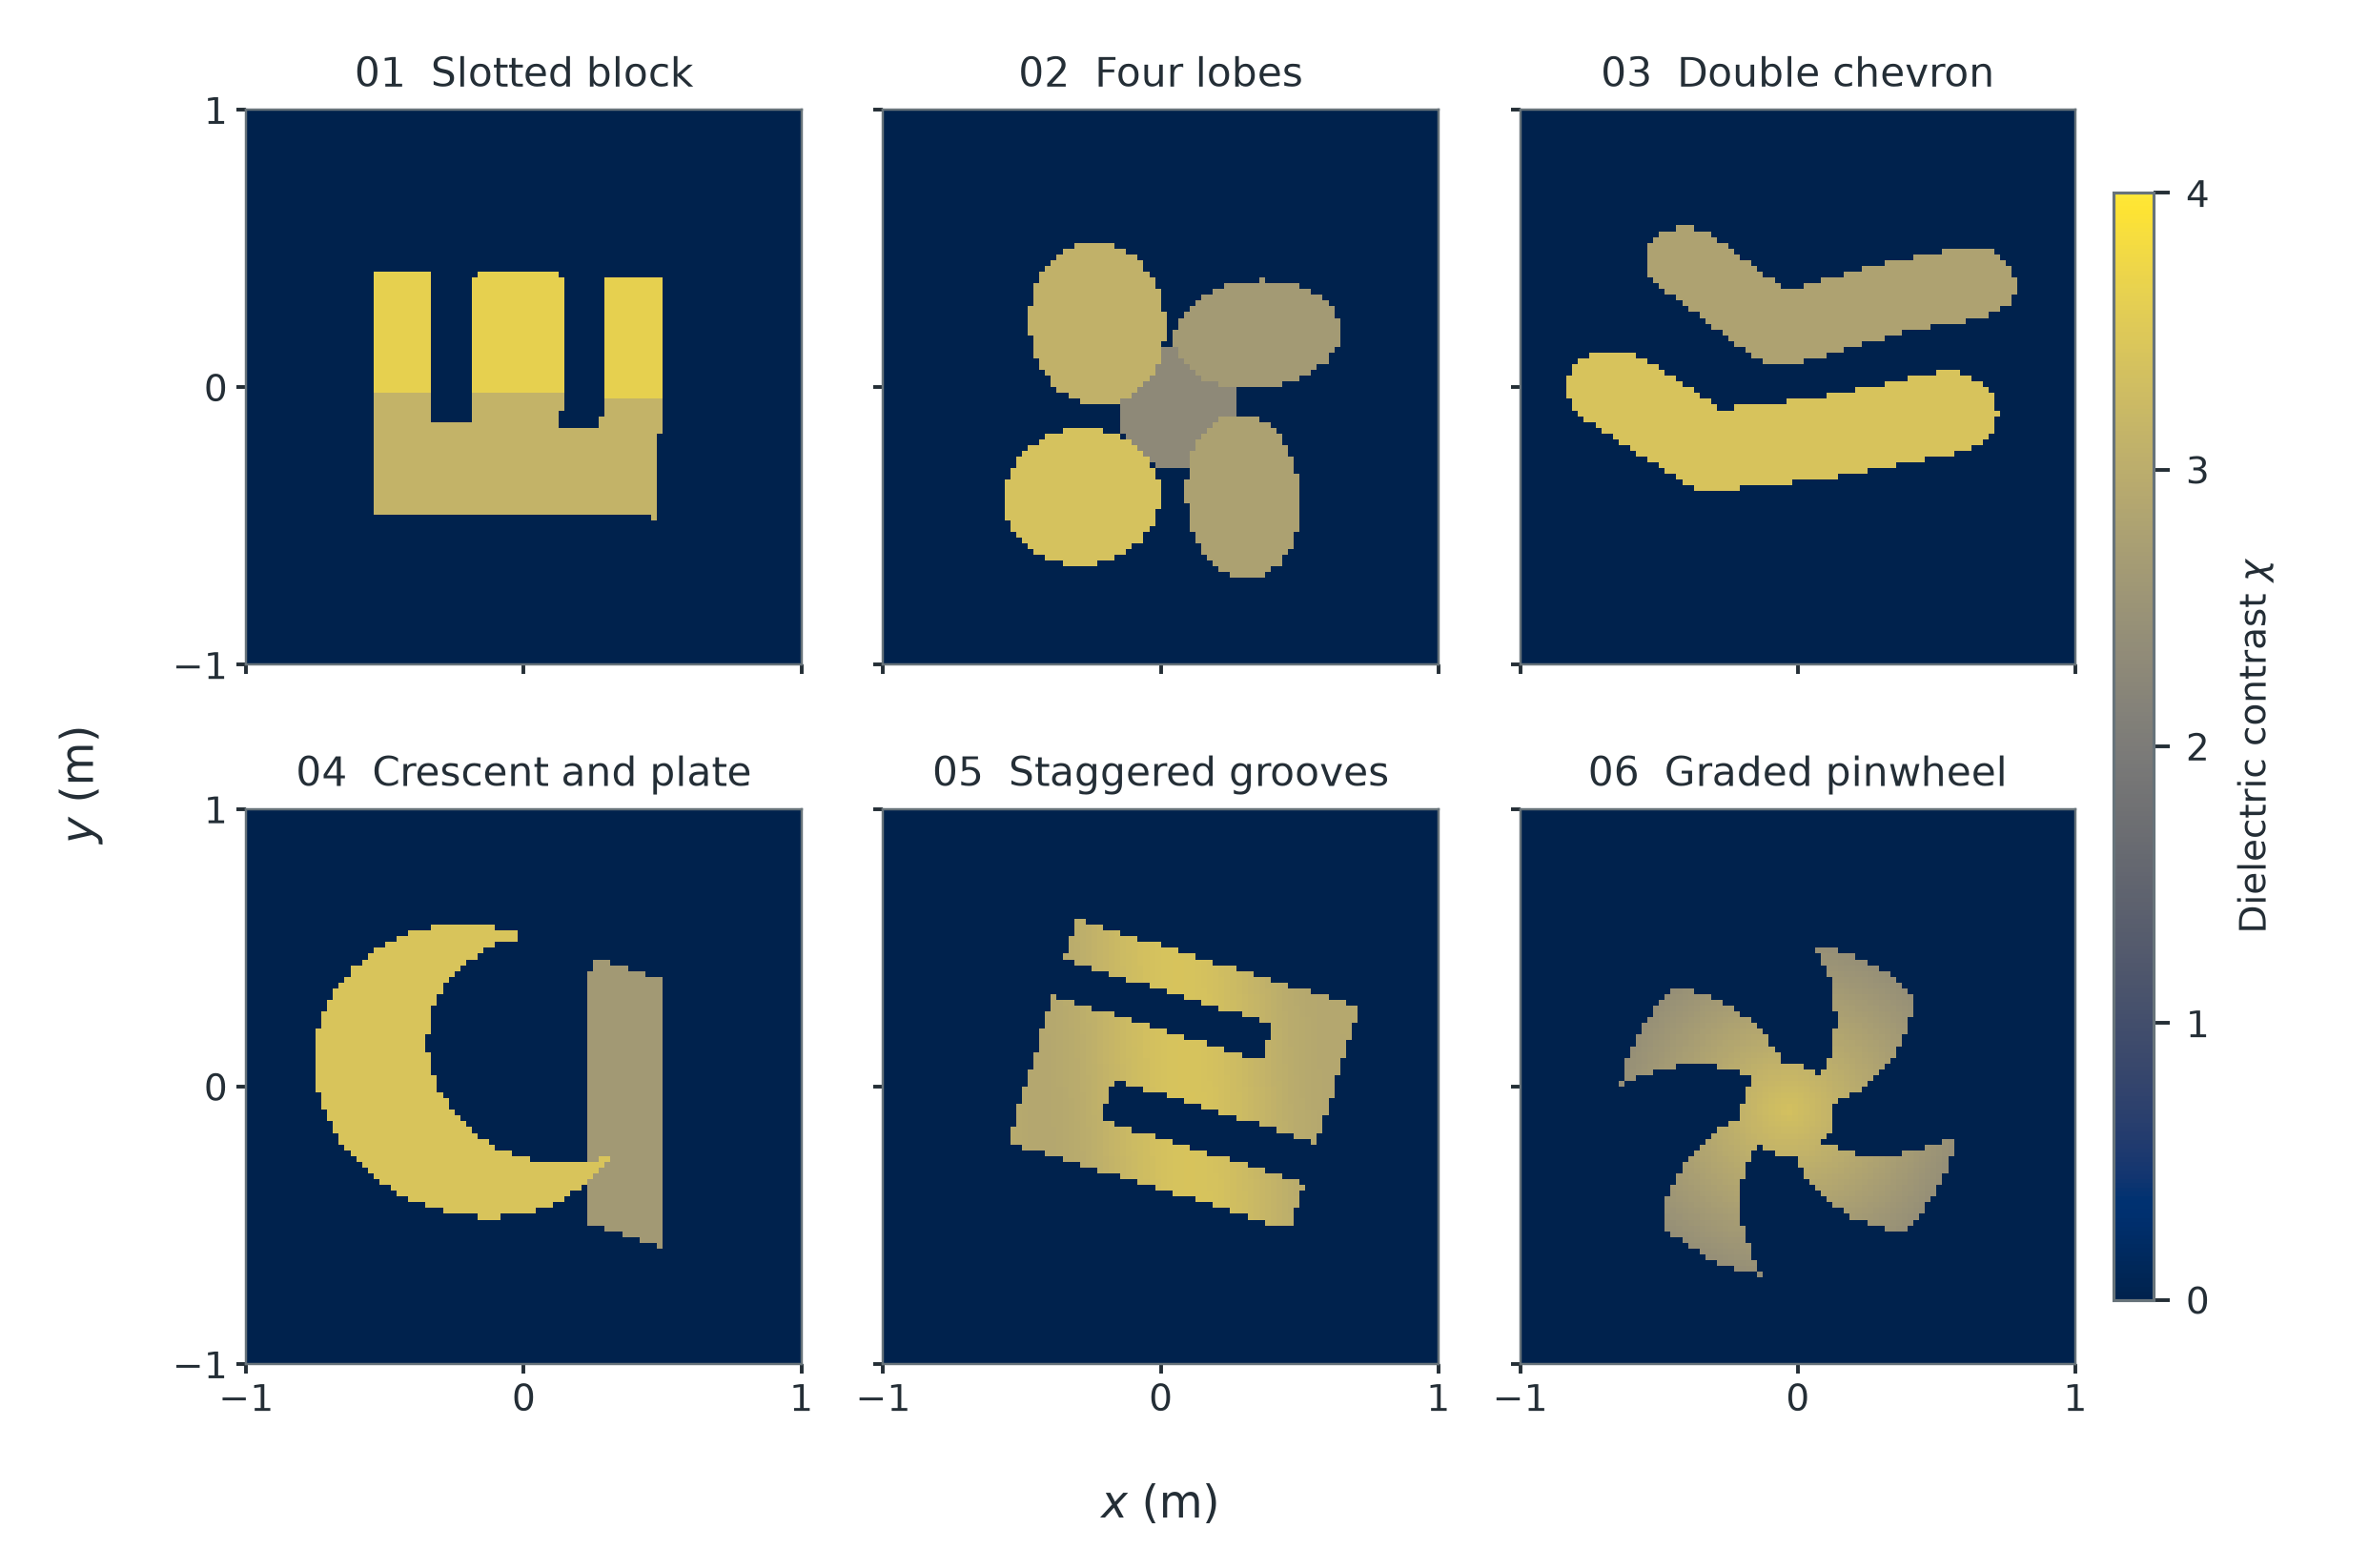 01 Slotted block
02 Four lobes
03 Double chevron
1
0
−1
04 Crescent and plate
05 Staggered grooves
06 Graded pinwheel
1
0
−1
−1 0 1
−1 0 1
−1 0 1
x (m)
y (m)
4
3
2
1
0
Dielectric contrast χ